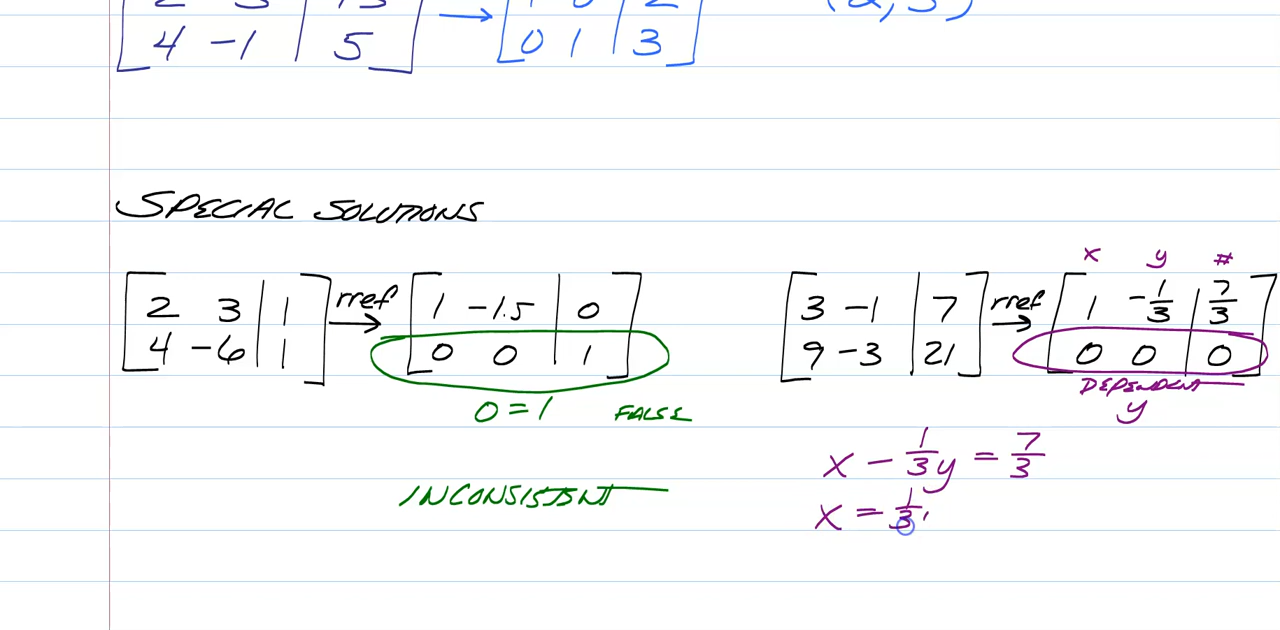 4 -1 | 5 → 0 1 | 3
SPECIAL SOLUTIONS
2 3 | 1 rref → 1 -1.5 | 0
4 -6 | 1 0 0 | 1
0 = 1 FALSE
INCONSISTENT
x y #
3 -1 | 7 rref → 1 -1/3 | 7/3
9 -3 | 21 0 0 | 0
DEPENDENT
y
x - 1/3 y = 7/3
x = 1/3